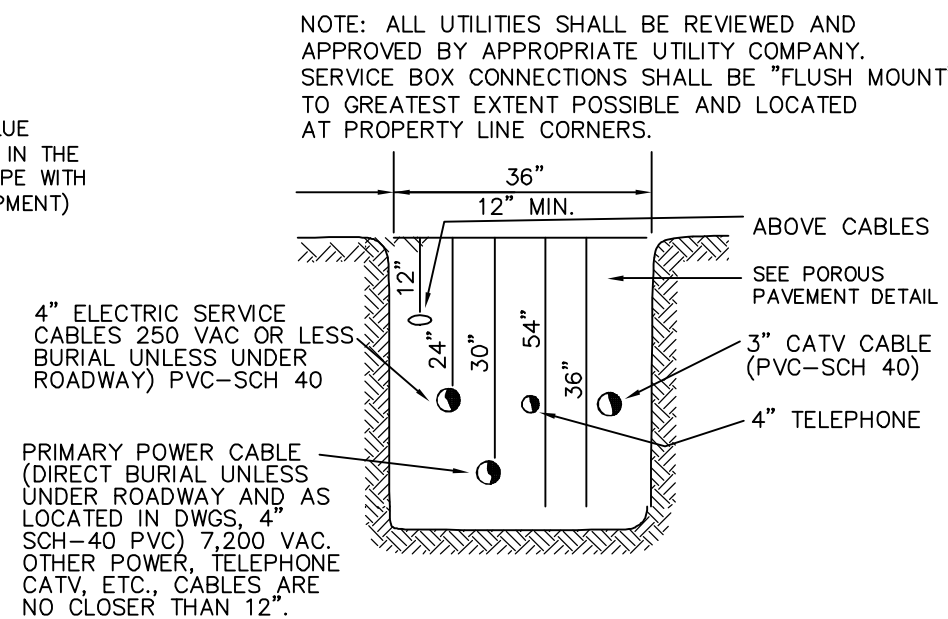 NOTE: ALL UTILITIES SHALL BE REVIEWED AND
APPROVED BY APPROPRIATE UTILITY COMPANY.
SERVICE BOX CONNECTIONS SHALL BE "FLUSH MOUNT
TO GREATEST EXTENT POSSIBLE AND LOCATED
AT PROPERTY LINE CORNERS.
LUE
IN THE
PE WITH
PMENT)
36"
12" MIN.
ABOVE CABLES
SEE POROUS
PAVEMENT DETAIL
12"
24"
30"
54"
36"
4" ELECTRIC SERVICE
CABLES 250 VAC OR LESS
BURIAL UNLESS UNDER
ROADWAY) PVC-SCH 40
3" CATV CABLE
(PVC-SCH 40)
4" TELEPHONE
PRIMARY POWER CABLE
(DIRECT BURIAL UNLESS
UNDER ROADWAY AND AS
LOCATED IN DWGS, 4"
SCH-40 PVC) 7,200 VAC.
OTHER POWER, TELEPHONE
CATV, ETC., CABLES ARE
NO CLOSER THAN 12".